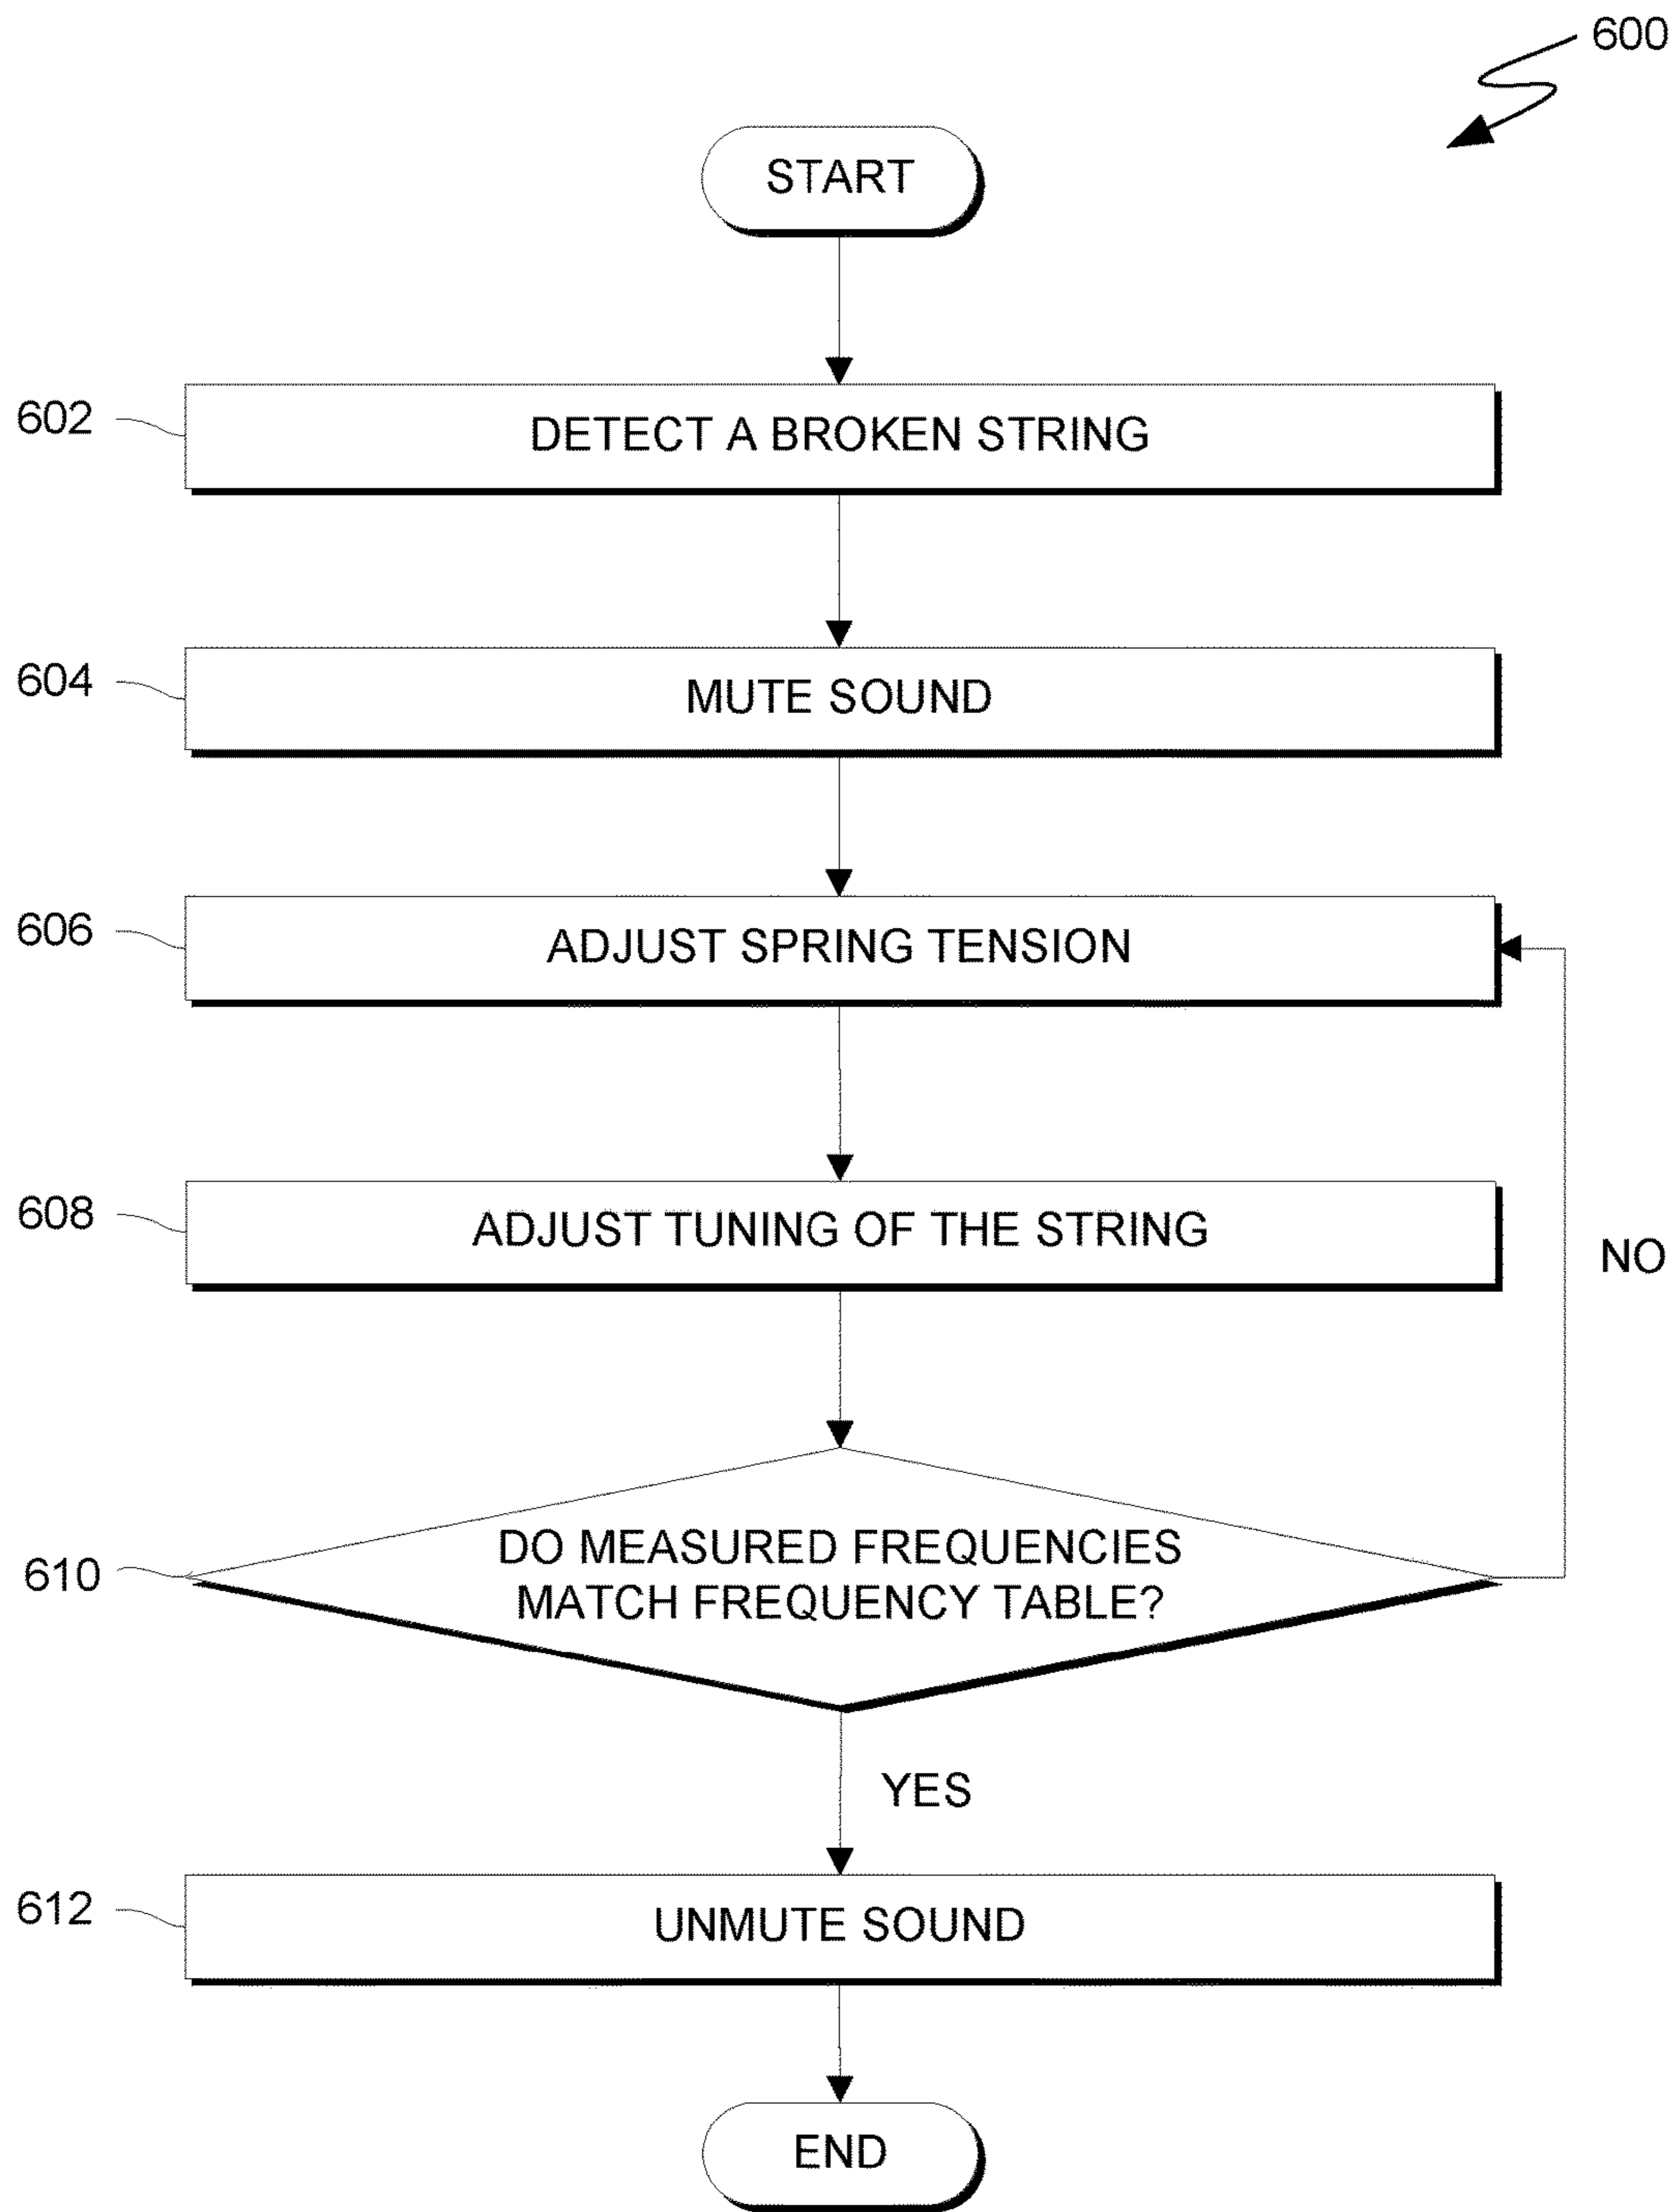 600
START
602
DETECT A BROKEN STRING
604
MUTE SOUND
606
ADJUST SPRING TENSION
608
ADJUST TUNING OF THE STRING
NO
610
DO MEASURED FREQUENCIES
MATCH FREQUENCY TABLE?
YES
612
UNMUTE SOUND
END